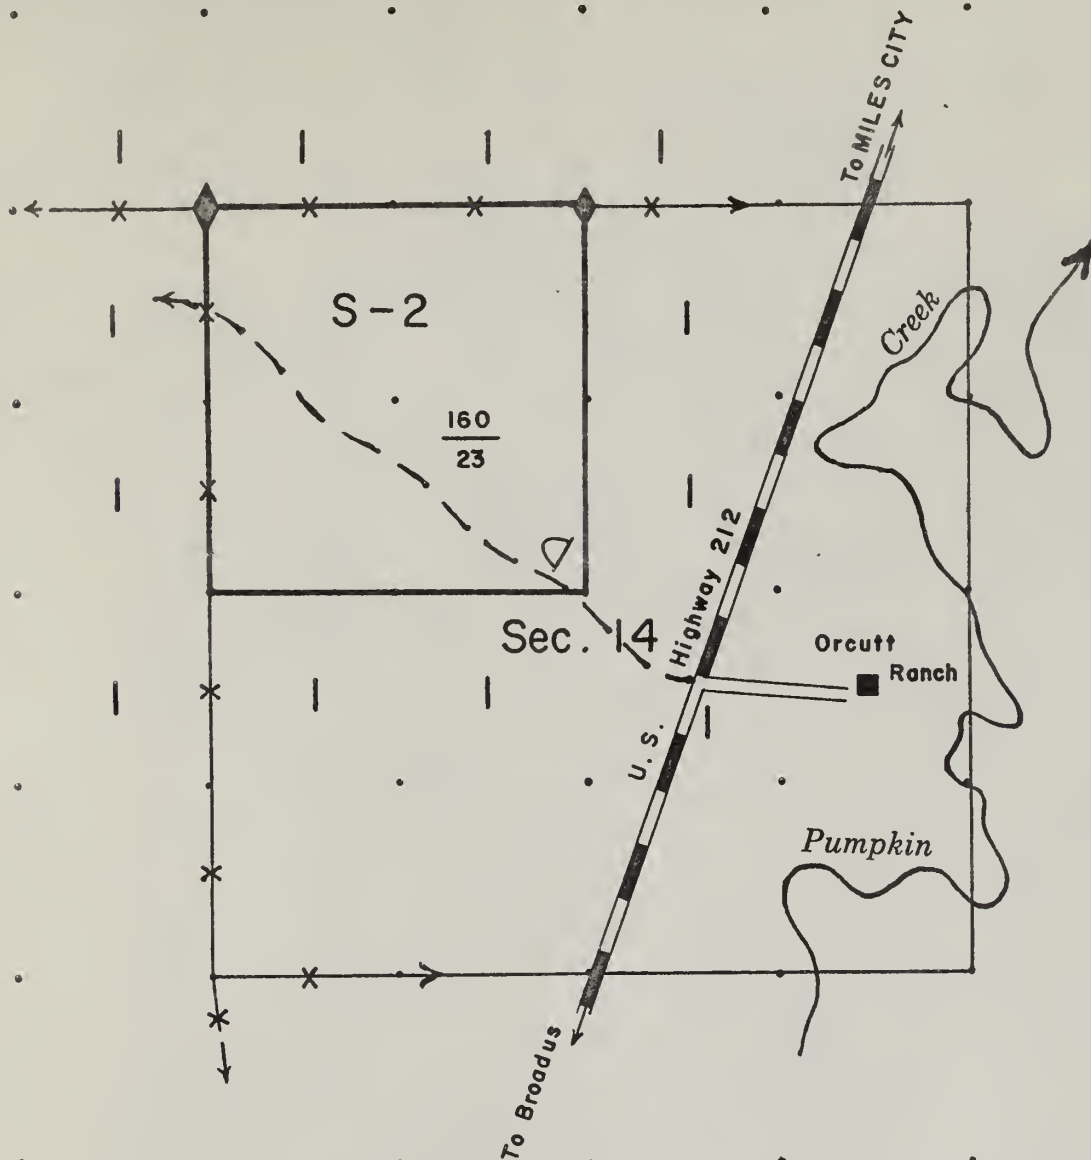 To MILES CITY
S-2
Creek
160
23
U.S. Highway 212
Sec. 14
Orcutt
Ranch
Pumpkin
To Broadus
I
I
I
I
I
I
I
I
I
I
I
I